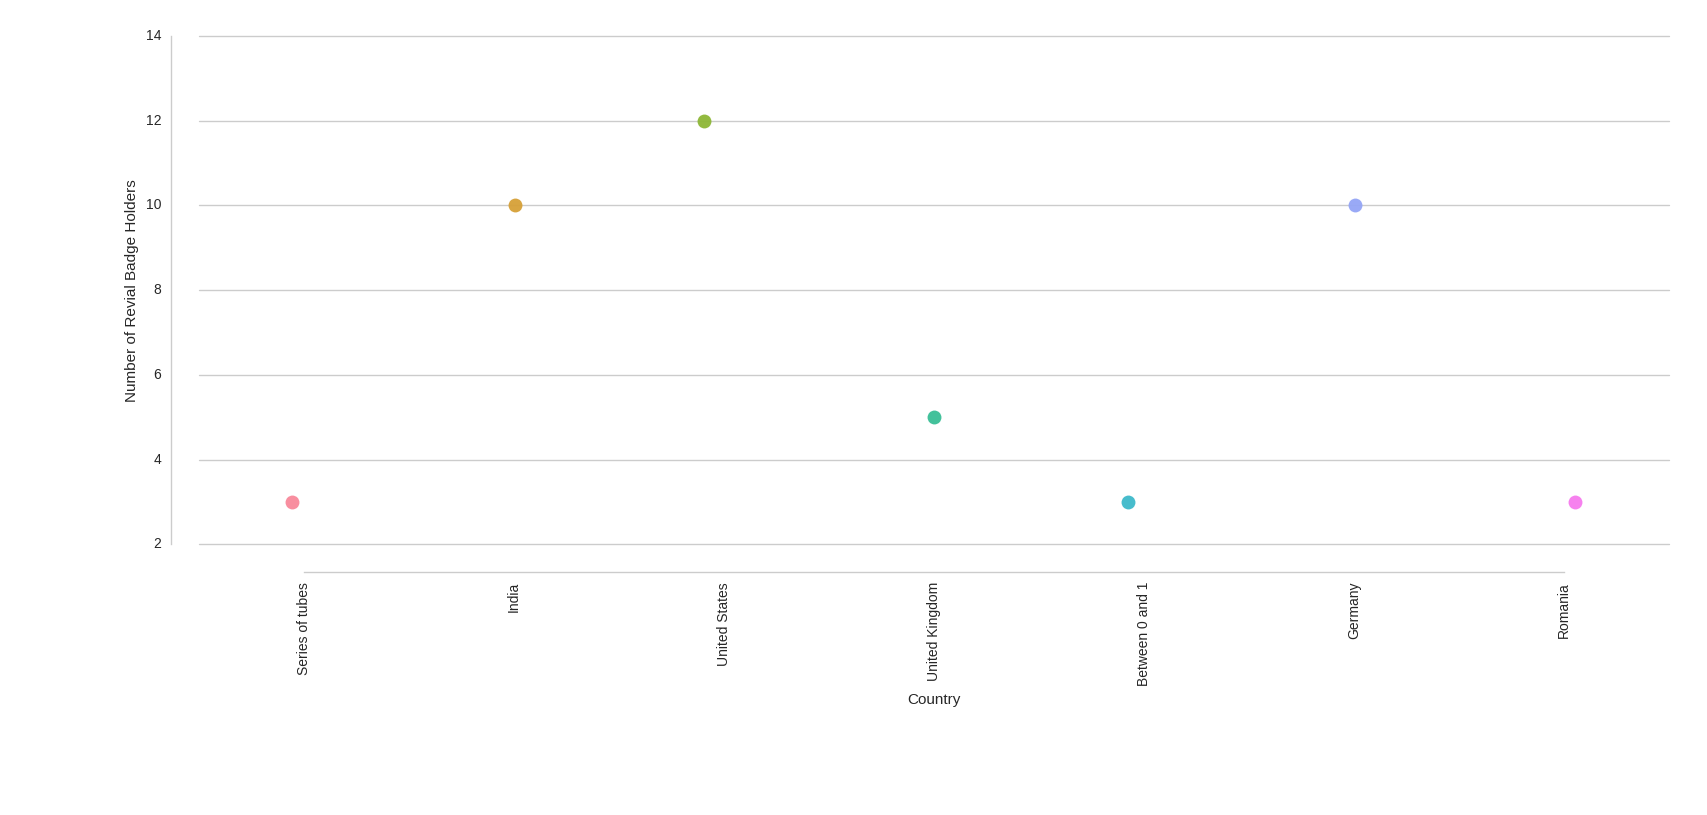 14
12
10
8
6
4
2
Number of Revial Badge Holders
Series of tubes
India
United States
United Kingdom
Between 0 and 1
Germany
Romania
Country